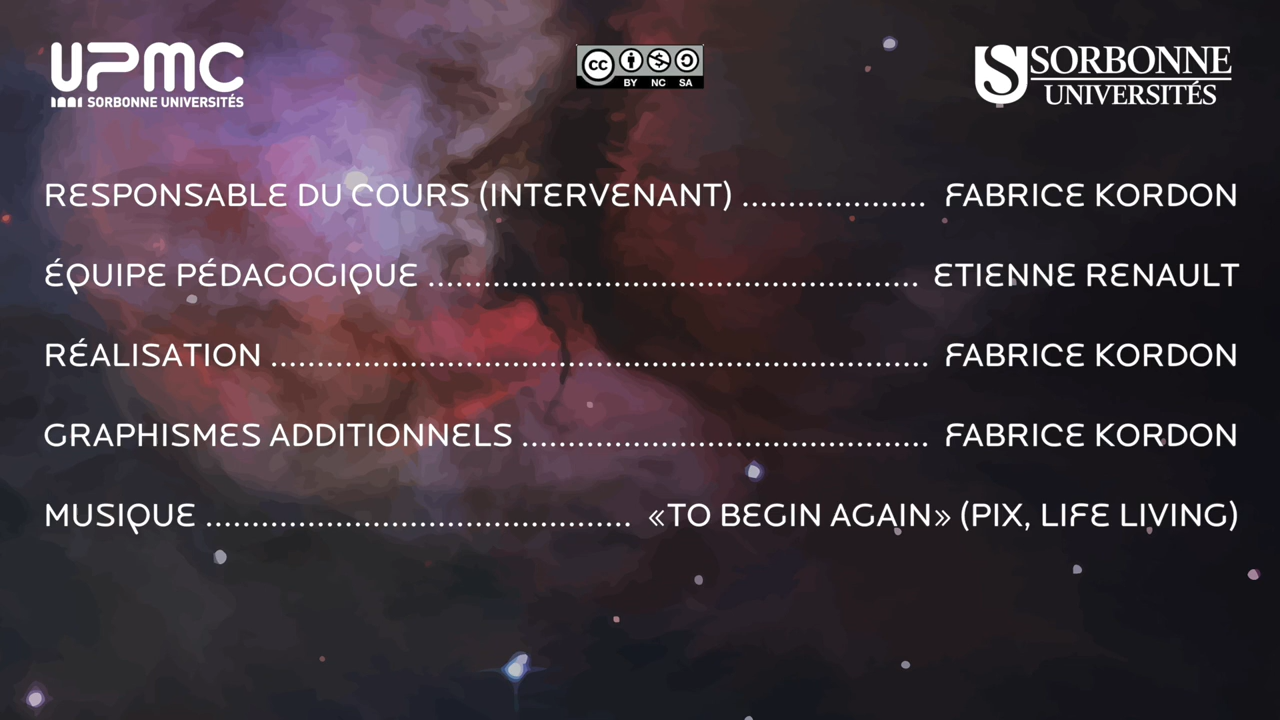 UPMC
SORBONNE UNIVERSITÉS
CC BY NC SA
SORBONNE
UNIVERSITÉS
RESPONSABLE DU COURS (INTERVENANT) .................... FABRICE KORDON
ÉQUIPE PÉDAGOGIQUE ..................................................... ETIENNE RENAULT
RÉALISATION ....................................................................... FABRICE KORDON
GRAPHISMES ADDITIONNELS ............................................ FABRICE KORDON
MUSIQUE .............................................. «TO BEGIN AGAIN» (PIX, LIFE LIVING)